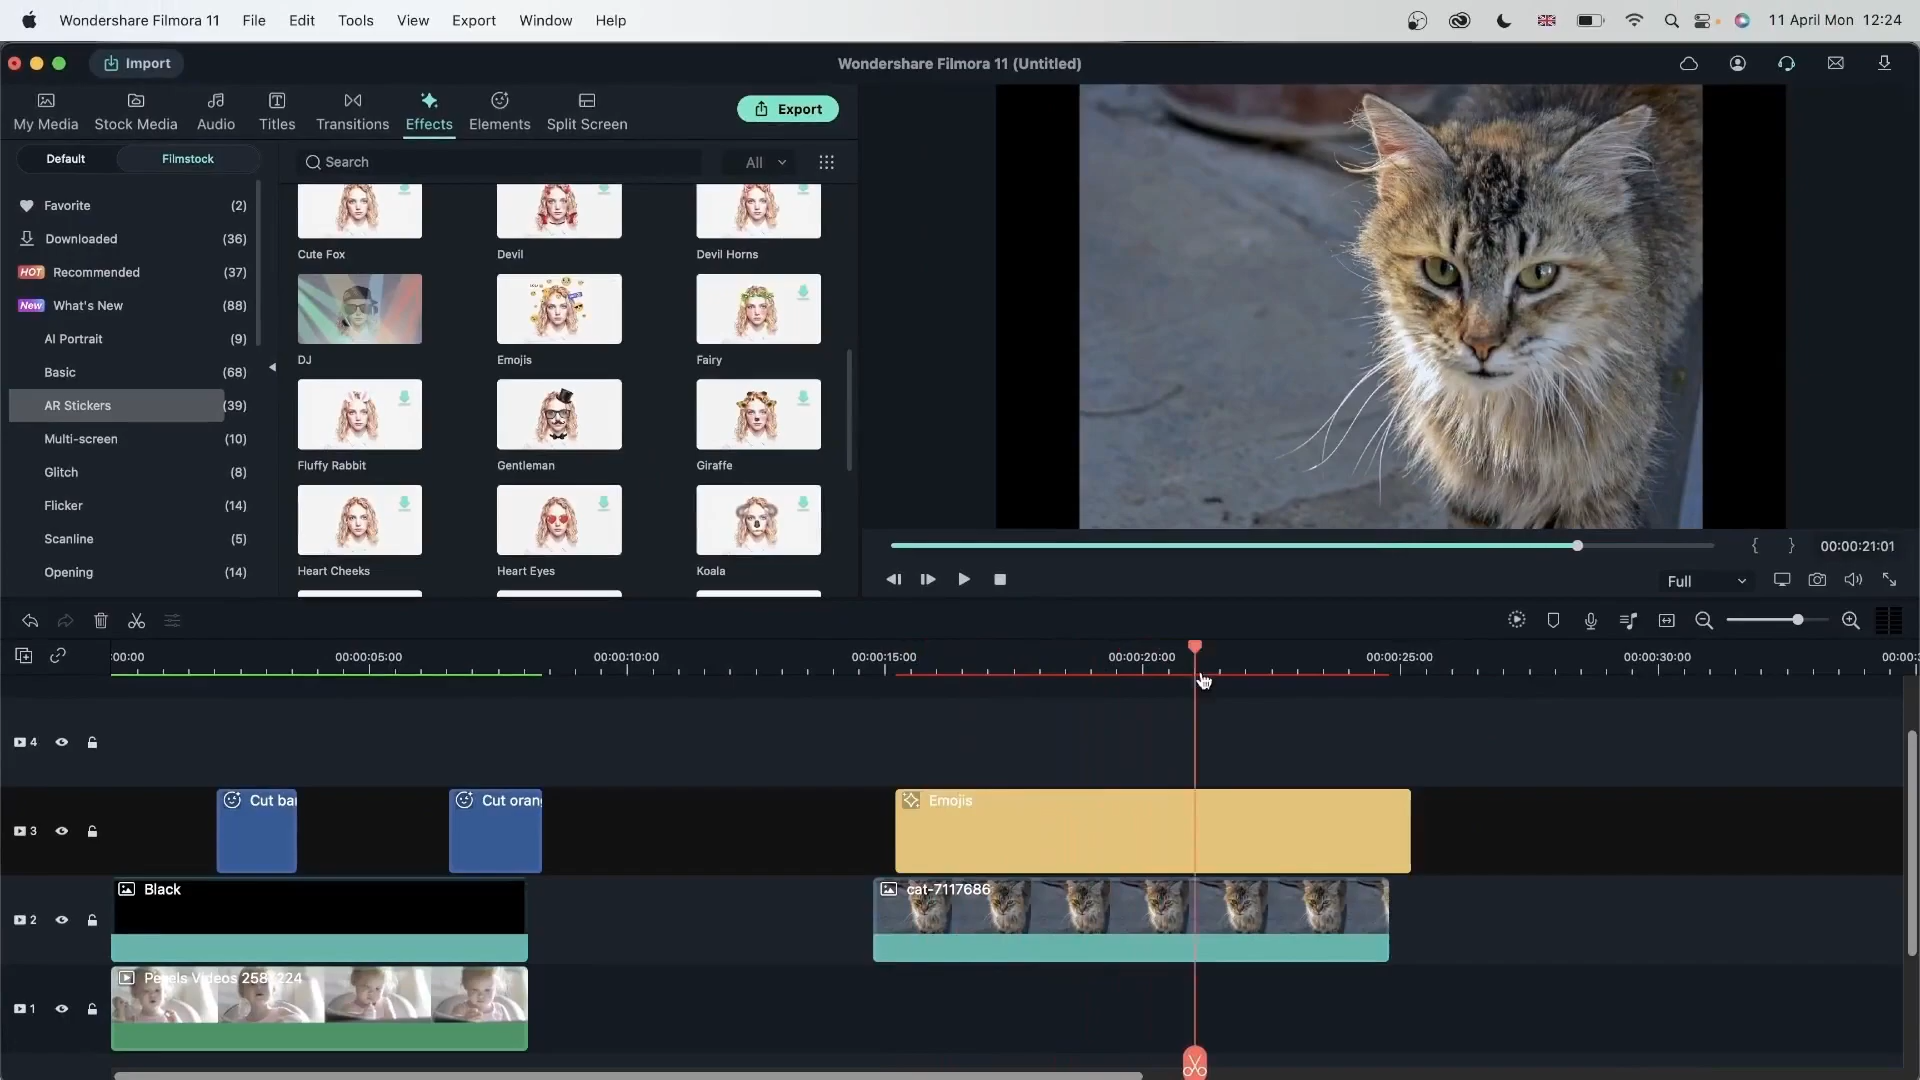 Wondershare Filmora 11 File Edit Tools View Export Window Help 11 April Mon 12:24
Import Wondershare Filmora 11 (Untitled)
My Media Stock Media Audio Titles Transitions Effects Elements Split Screen Export
Default Filmstock Search All
Favorite (2)
Downloaded (36)
HOT Recommended (37)
New What's New (88)
AI Portrait (9)
Basic (68)
AR Stickers (39)
Multi-screen (10)
Glitch (8)
Flicker (14)
Scanline (5)
Opening (14)
Cute Fox Devil Devil Horns
DJ Emojis Fairy
Fluffy Rabbit Gentleman Giraffe
Heart Cheeks Heart Eyes Koala
{ } 00:00:21:01
Full
:00:00 00:00:05:00 00:00:10:00 00:00:15:00 00:00:20:00 00:00:25:00 00:00:30:00 00:00:3
4
3 Cut ba Cut oran Emojis
2 Black cat-7117686
1 Videos 224